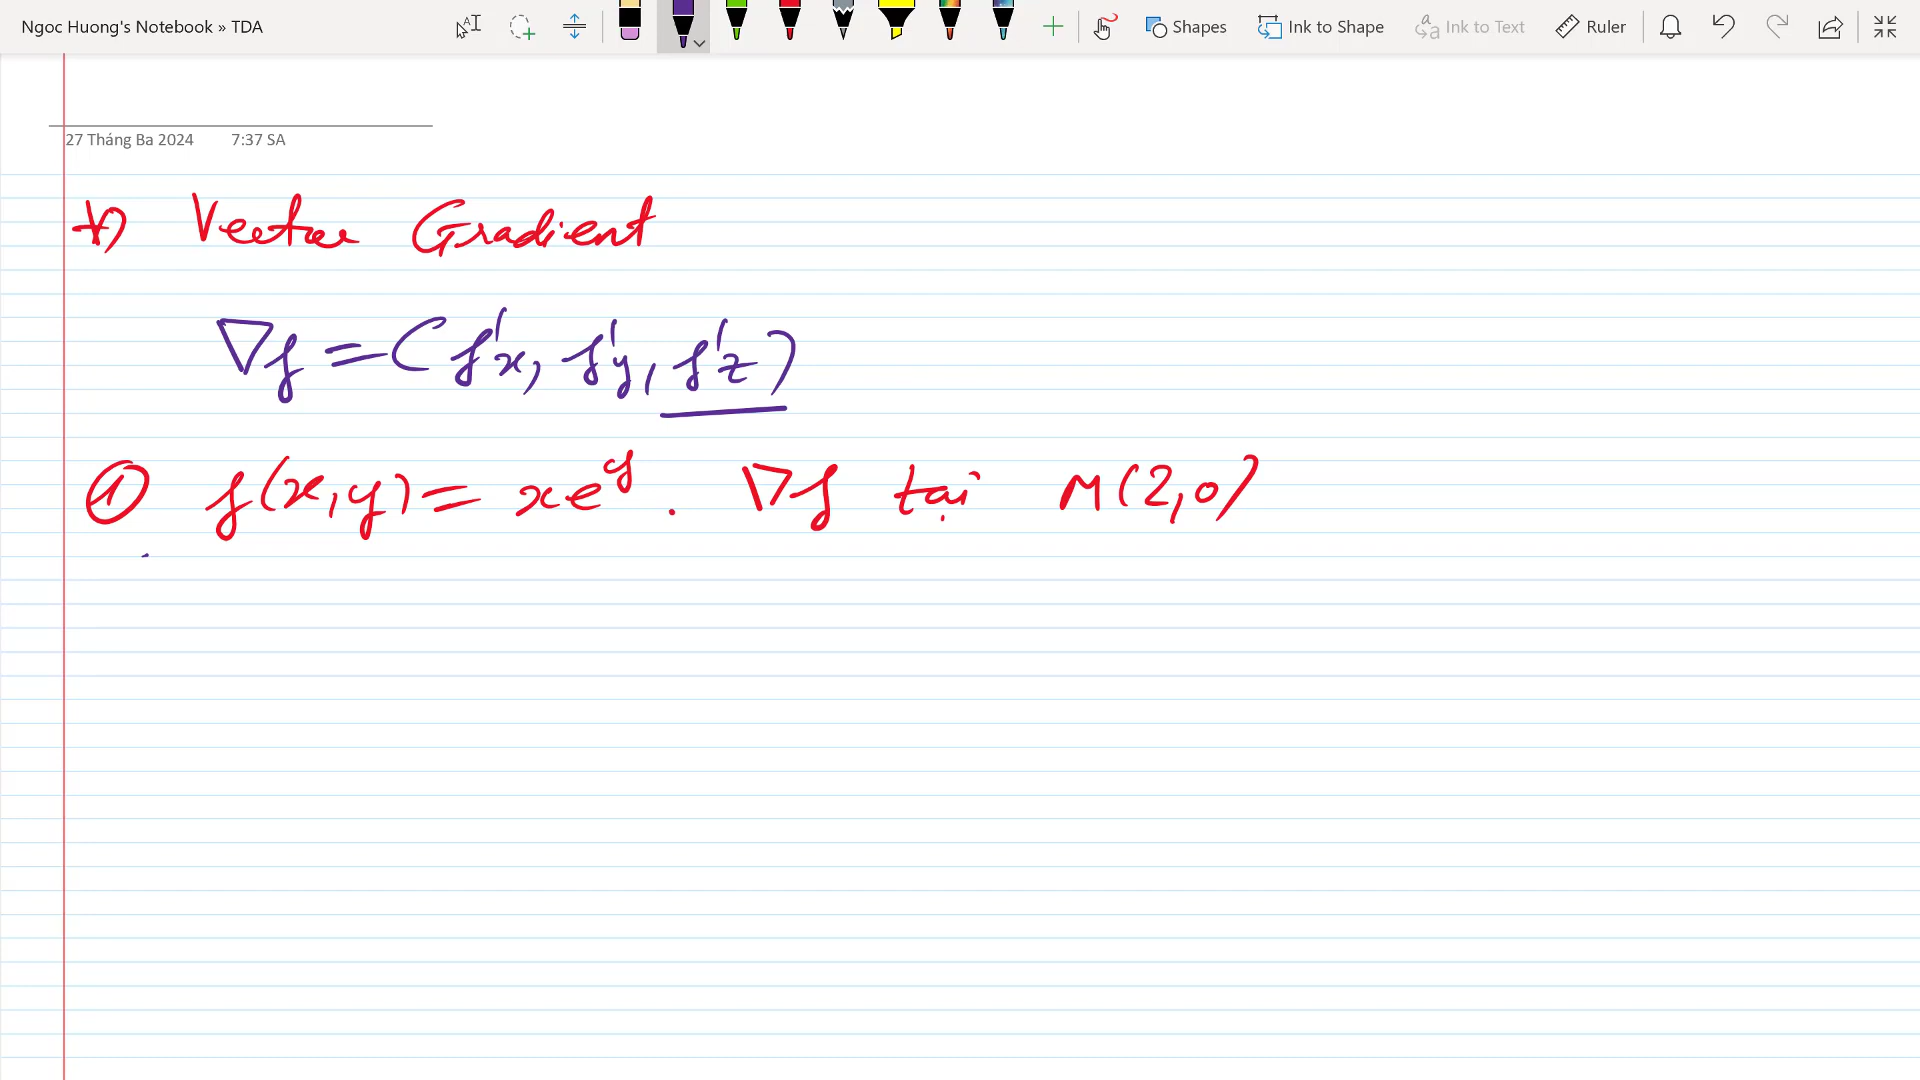 Ngoc Huong's Notebook » TDA
Shapes Ink to Shape Ink to Text Ruler
27 Tháng Ba 2024 7:37 SA
*) Vector Gradient
∇f = (f'x, f'y, f'z)
① f(x,y) = xe^y. ∇f tại M(2,0)